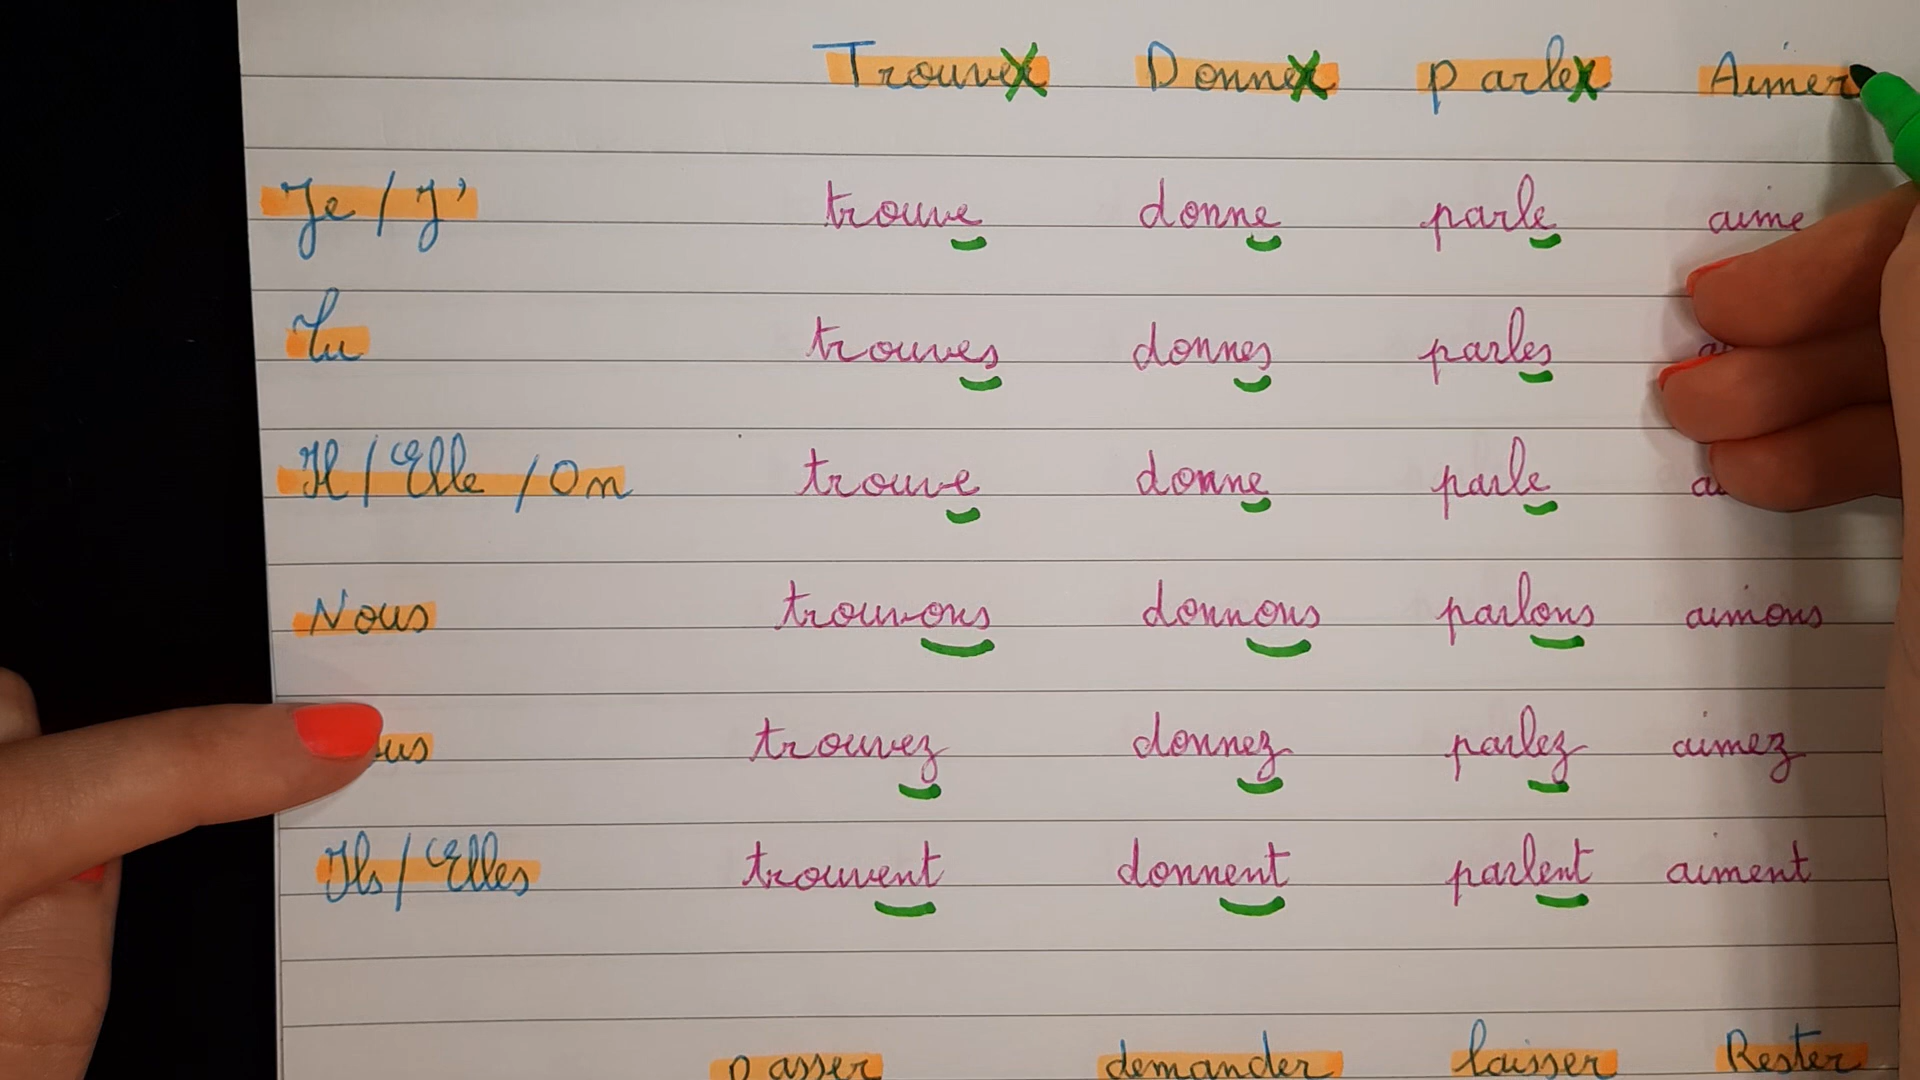 Trouver Donner parler Aimer
Je / J' trouve donne parle aime
Tu trouves donnes parles
Il / Elle / On trouve donne parle
Nous trouvons donnons parlons aimons
trouvez donnez parlez aimez
Ils / Elles trouvent donnent parlent aiment
passer demander laisser Rester